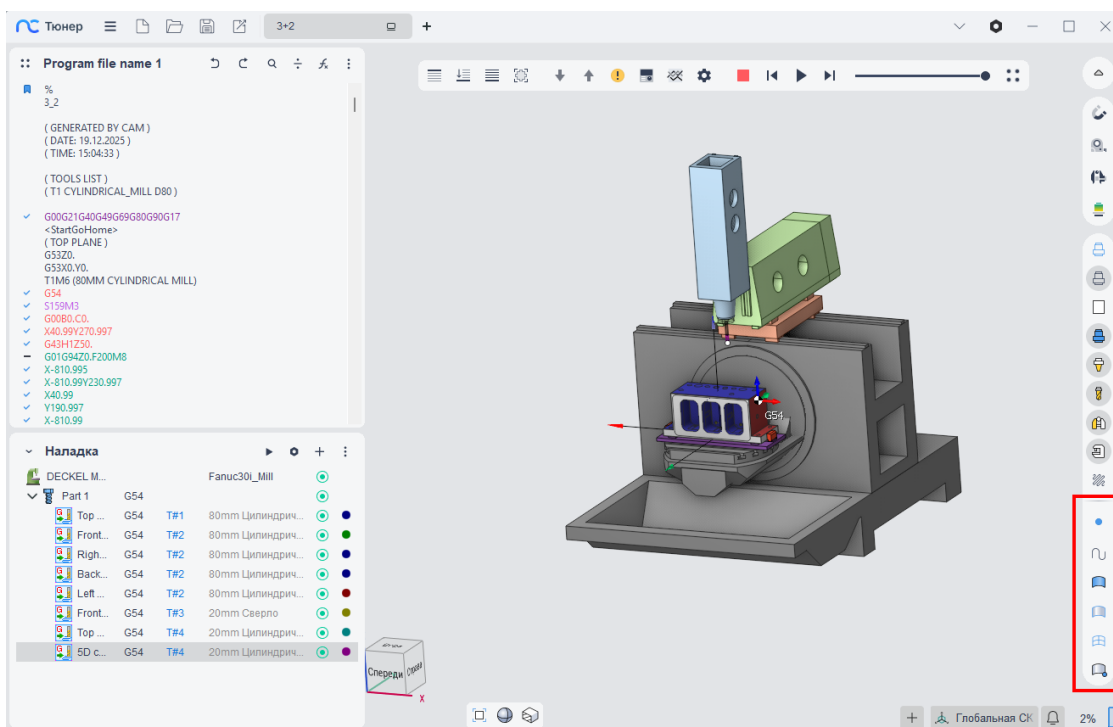 Тюнер
3+2
Program file name 1
%
3_2
( GENERATED BY CAM )
( DATE: 19.12.2025 )
( TIME: 15:04:33 )
( TOOLS LIST )
( T1 CYLINDRICAL_MILL D80 )
G00G21G40G49G69G80G90G17
<StartGoHome>
( TOP PLANE )
G53Z0.
G53X0.Y0.
T1M6 (80MM CYLINDRICAL MILL)
G54
S159M3
G00B0.C0.
X40.99Y270.997
G43H1Z50.
G01G94Z0.F200M8
X-810.995
X-810.99Y230.997
X40.99
Y190.997
X-810.99
Наладка
DECKEL M... Fanuc30i_Mill
Part 1 G54
Top ... G54 T#1 80mm Цилиндрич...
Front... G54 T#2 80mm Цилиндрич...
Righ... G54 T#2 80mm Цилиндрич...
Back... G54 T#2 80mm Цилиндрич...
Left ... G54 T#2 80mm Цилиндрич...
Front... G54 T#3 20mm Сверло
Top ... G54 T#4 20mm Цилиндрич...
5D c... G54 T#4 20mm Цилиндрич...
G54
Спереди
X
Глобальная СК
2%